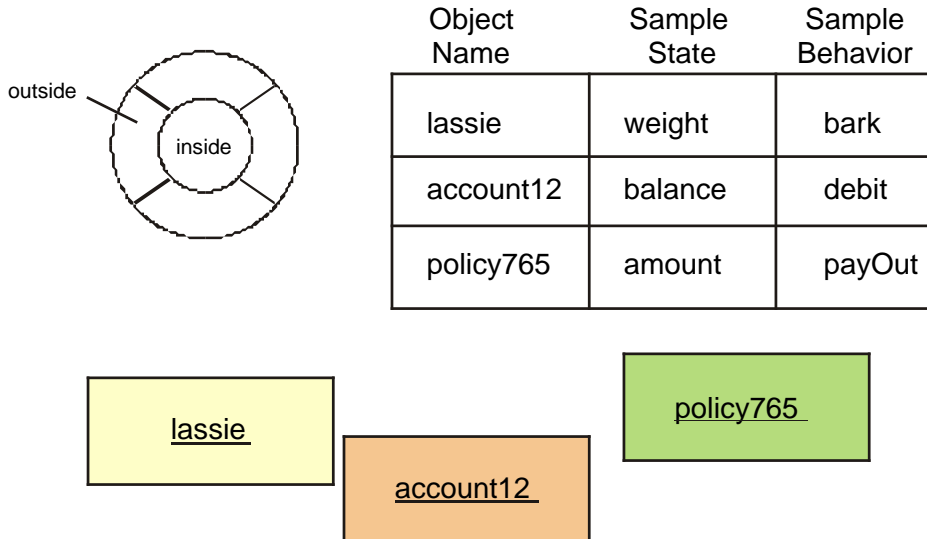 outside
inside
Object Name
Sample State
Sample Behavior
lassie weight bark
account12 balance debit
policy765 amount payOut
lassie
account12
policy765